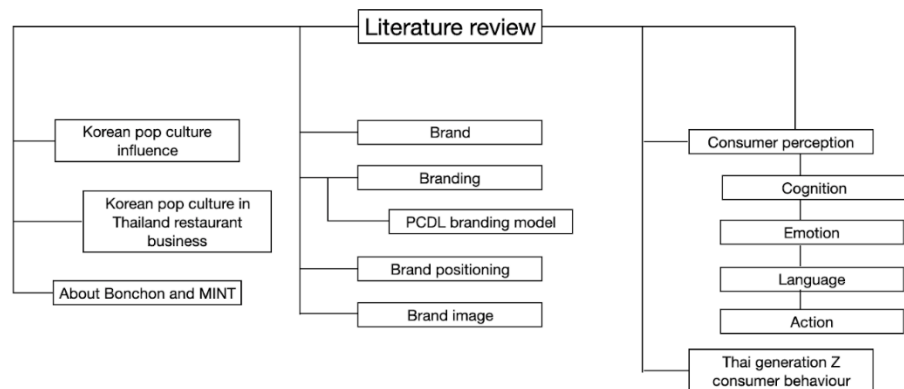 Literature review
Korean pop culture
influence
Korean pop culture in
Thailand restaurant
business
About Bonchon and MINT
Brand
Branding
PCDL branding model
Brand positioning
Brand image
Consumer perception
Cognition
Emotion
Language
Action
Thai generation Z
consumer behaviour